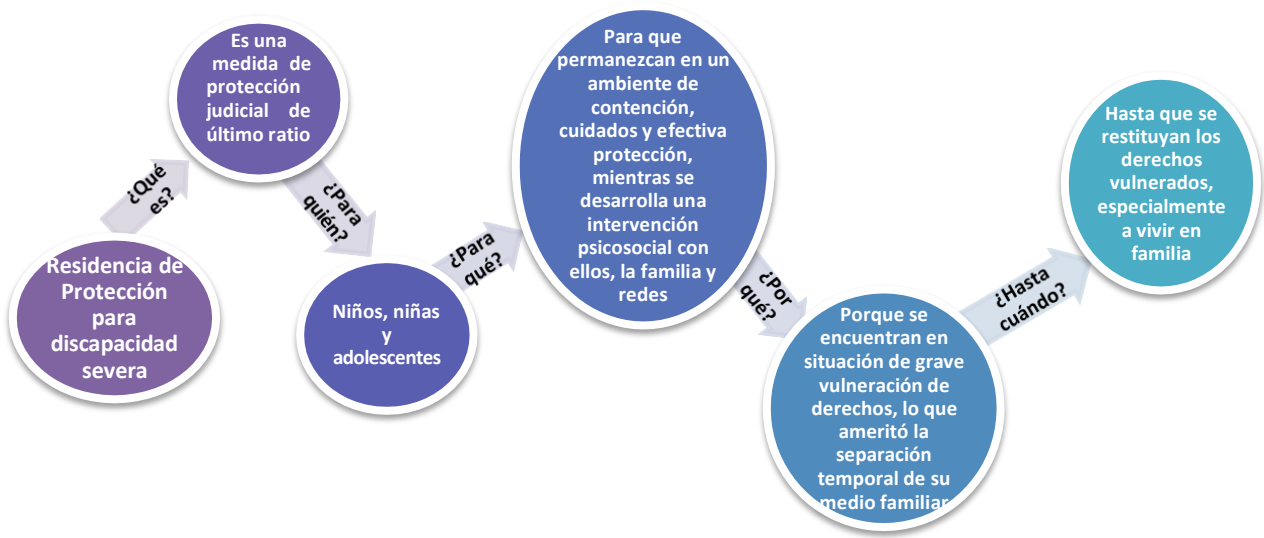 Residencia de
Protección
para
discapacidad
severa
¿Qué
es?
Es una
medida de
protección
judicial de
último ratio
¿Para
quién?
Niños, niñas
y
adolescentes
¿Para
qué?
Para que
permanezcan en un
ambiente de
contención,
cuidados y efectiva
protección,
mientras se
desarrolla una
intervención
psicosocial con
ellos, la familia y
redes
¿Por
qué?
Porque se
encuentran en
situación de grave
vulneración de
derechos, lo que
ameritó la
separación
temporal de su
medio familiar
¿Hasta
cuándo?
Hasta que se
restituyan los
derechos
vulnerados,
especialmente
a vivir en
familia